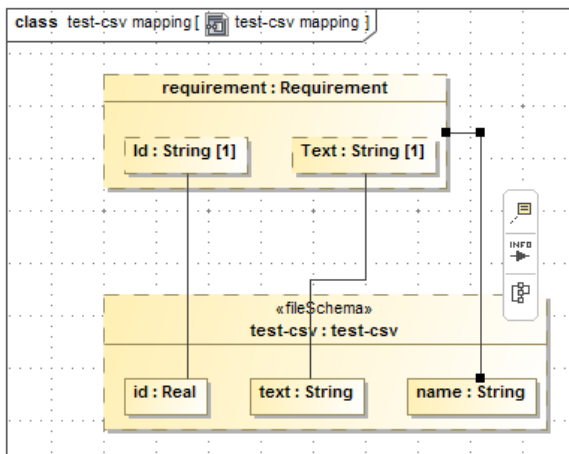 class test-csv mapping [ test-csv mapping ]
requirement : Requirement
Id : String [1]
Text : String [1]
INFO
«fileSchema»
test-csv : test-csv
id : Real
text : String
name : String